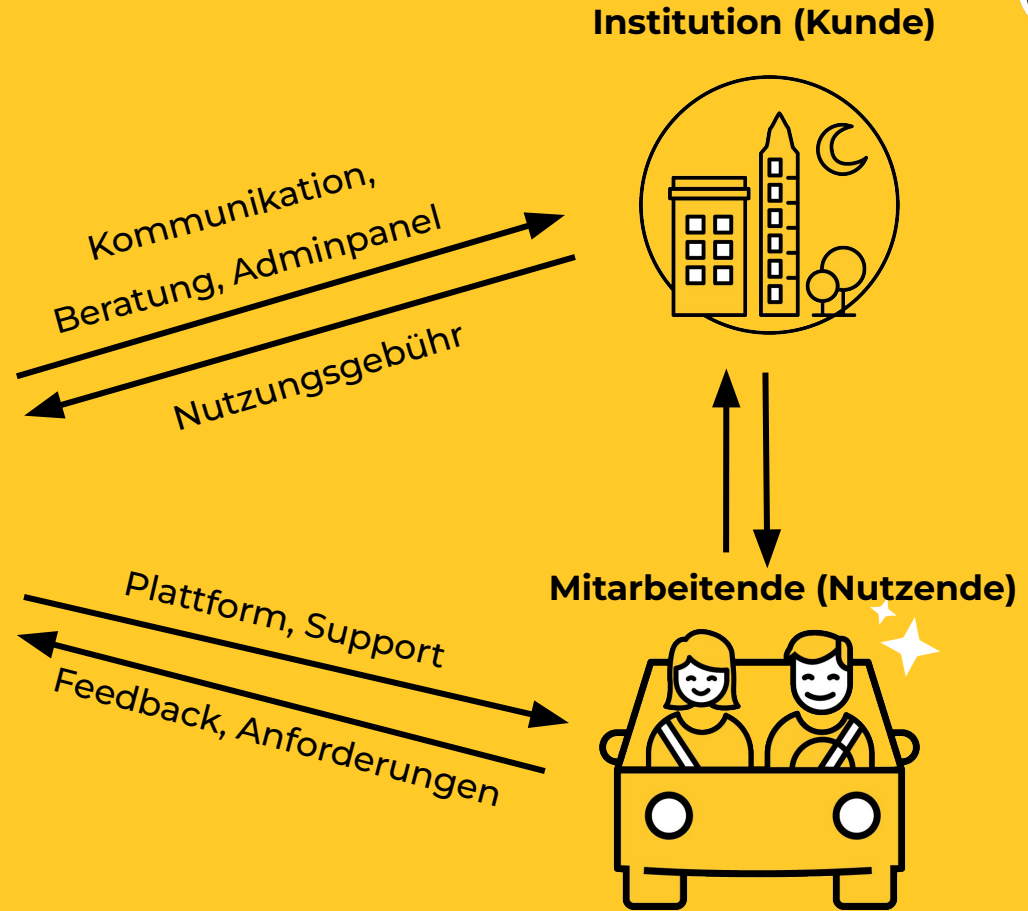 Institution (Kunde)
Kommunikation,
Beratung, Adminpanel
Nutzungsgebühr
Mitarbeitende (Nutzende)
Plattform, Support
Feedback, Anforderungen